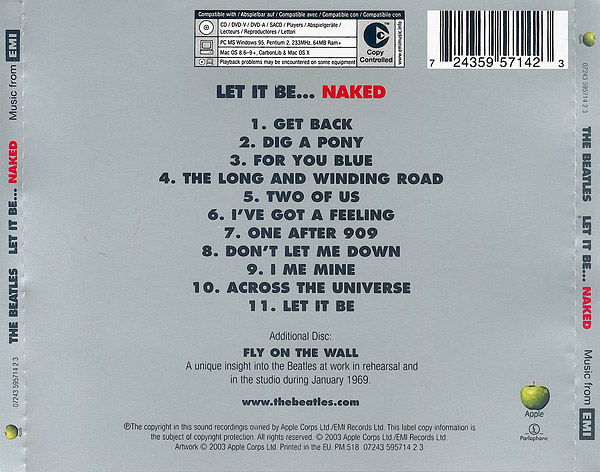 Compatible with / Abspielbar auf / Compatible avec / Compatible con / Compatibile con
CD / DVD-V / DVD-A / SACD / Players / Abspielgeräte /
Lecteurs / Reproductores / Lettori
PC MS Windows 95, Pentium 2, 233MHz, 64MB Ram+
Mac OS 8.6-9 + CarbonLib & Mac OS X
Playback problems may be encountered on some equipment
Copy
Controlled
www.emimusic.info
7 24359 57142 3
LET IT BE... NAKED
1. GET BACK
2. DIG A PONY
3. FOR YOU BLUE
4. THE LONG AND WINDING ROAD
5. TWO OF US
6. I'VE GOT A FEELING
7. ONE AFTER 909
8. DON'T LET ME DOWN
9. I ME MINE
10. ACROSS THE UNIVERSE
11. LET IT BE
Additional Disc:
FLY ON THE WALL
A unique insight into the Beatles at work in rehearsal and
in the studio during January 1969.
www.thebeatles.com
℗The copyright in this sound recordingis owned by Apple Corps Ltd./EMI Records Ltd. This label copy information is
the subject of copyright protection. All rights reserved. © 2003 Apple Corps Ltd./EMI Records Ltd.
Artwork © 2003 Apple Corps Ltd. Printed in the EU. PM:518 07243 595714 2 3
Apple
Parlophone
Apple 07243 595714 2 3 THE BEATLES LET IT BE... NAKED Music from EMI
07243 595714 2 3 THE BEATLES LET IT BE... NAKED Music from EMI